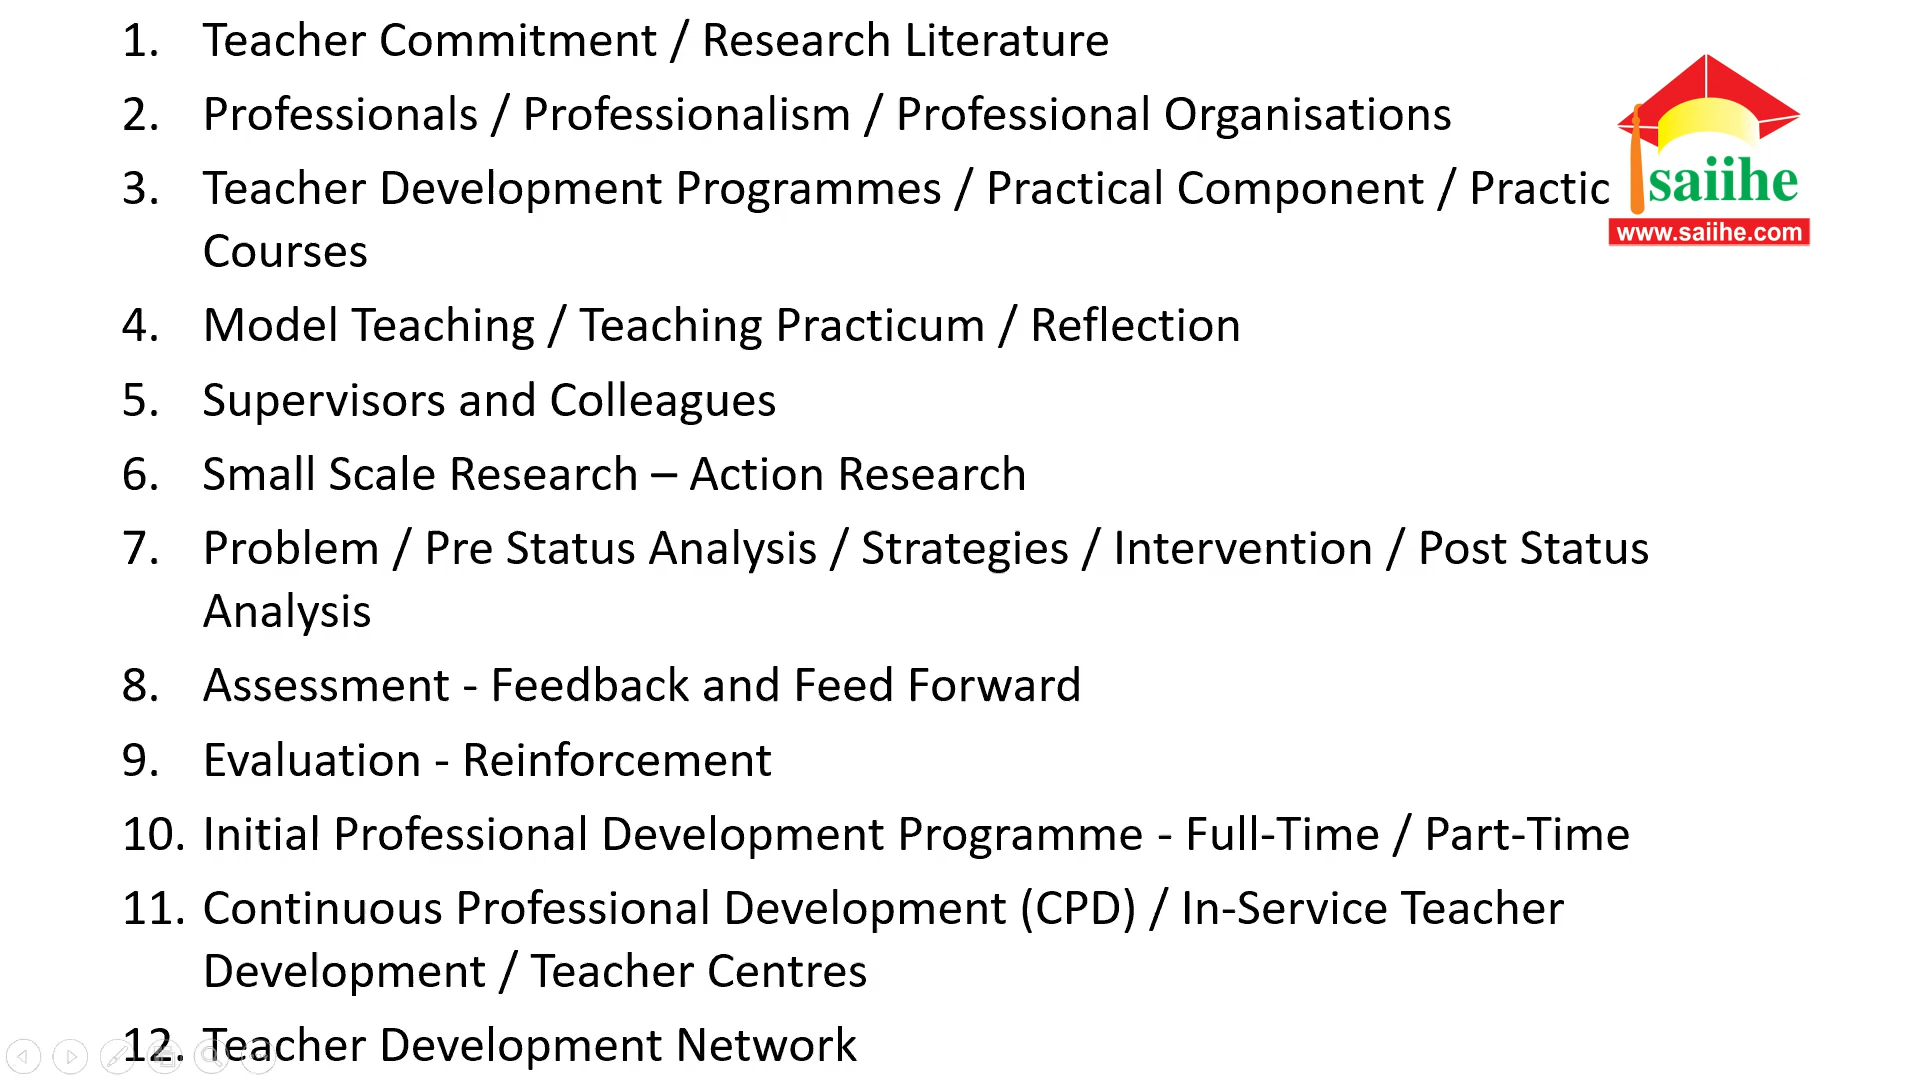 1. Teacher Commitment / Research Literature
2. Professionals / Professionalism / Professional Organisations
3. Teacher Development Programmes / Practical Component / Practic
Courses
4. Model Teaching / Teaching Practicum / Reflection
5. Supervisors and Colleagues
6. Small Scale Research – Action Research
7. Problem / Pre Status Analysis / Strategies / Intervention / Post Status
Analysis
8. Assessment - Feedback and Feed Forward
9. Evaluation - Reinforcement
10. Initial Professional Development Programme - Full-Time / Part-Time
11. Continuous Professional Development (CPD) / In-Service Teacher
Development / Teacher Centres
12. Teacher Development Network
saiihe
www.saiihe.com